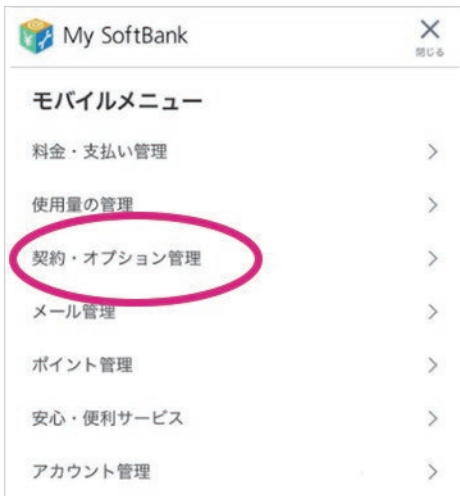 My SoftBank
閉じる
モバイルメニュー
料金・支払い管理
使用量の管理
契約・オプション管理
メール管理
ポイント管理
安心・便利サービス
アカウント管理